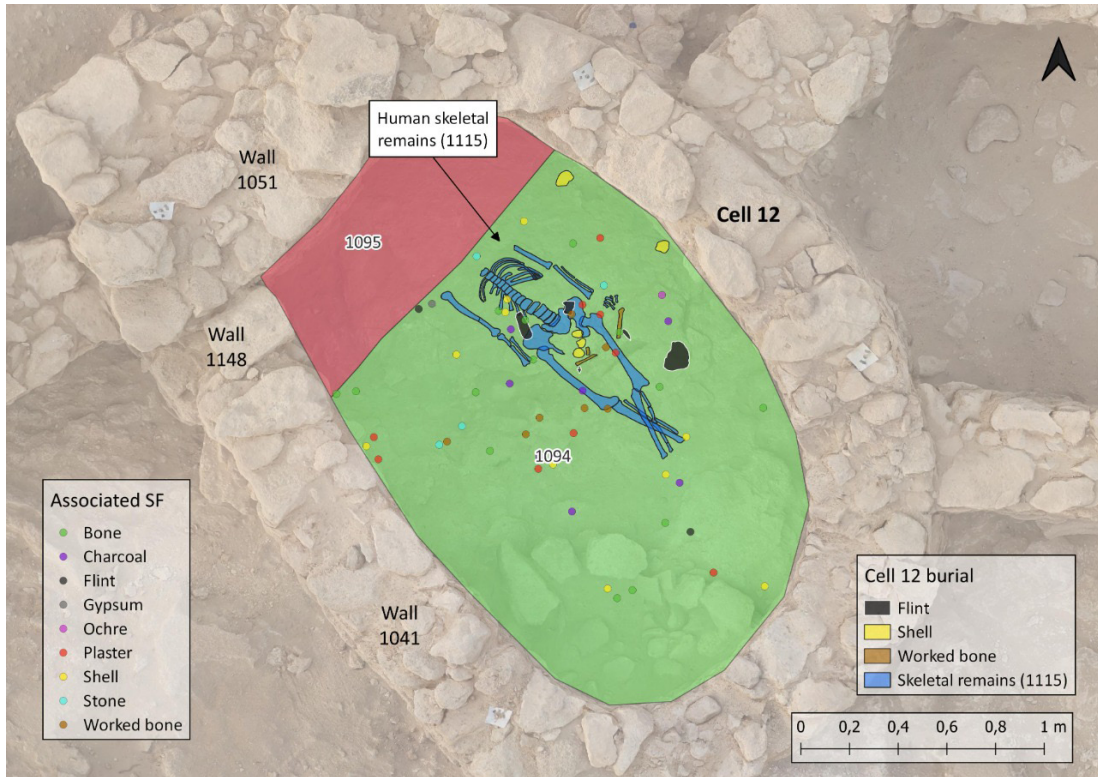 Human skeletal
remains (1115)
Wall
1051
Cell 12
1095
Wall
1148
1094
Wall
1041
Associated SF
Bone
Charcoal
Flint
Gypsum
Ochre
Plaster
Shell
Stone
Worked bone
Cell 12 burial
Flint
Shell
Worked bone
Skeletal remains (1115)
0 0,2 0,4 0,6 0,8 1 m